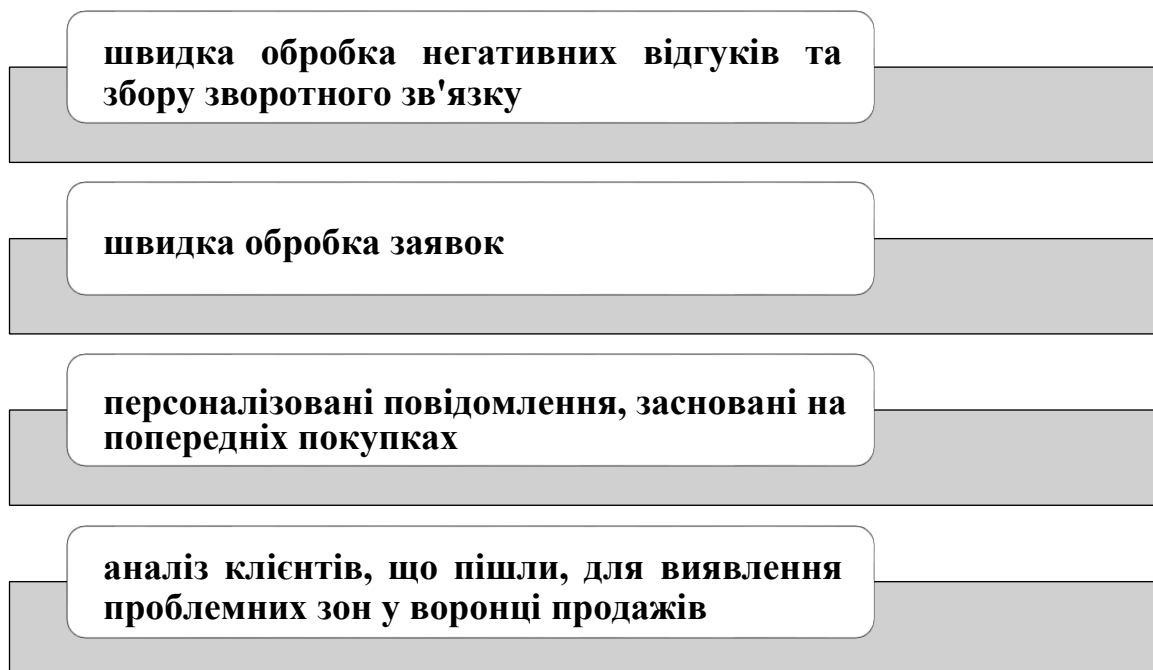 швидка обробка негативних відгуків та
збору зворотного зв'язку
швидка обробка заявок
персоналізовані повідомлення, засновані на
попередніх покупках
аналіз клієнтів, що пішли, для виявлення
проблемних зон у воронці продажів